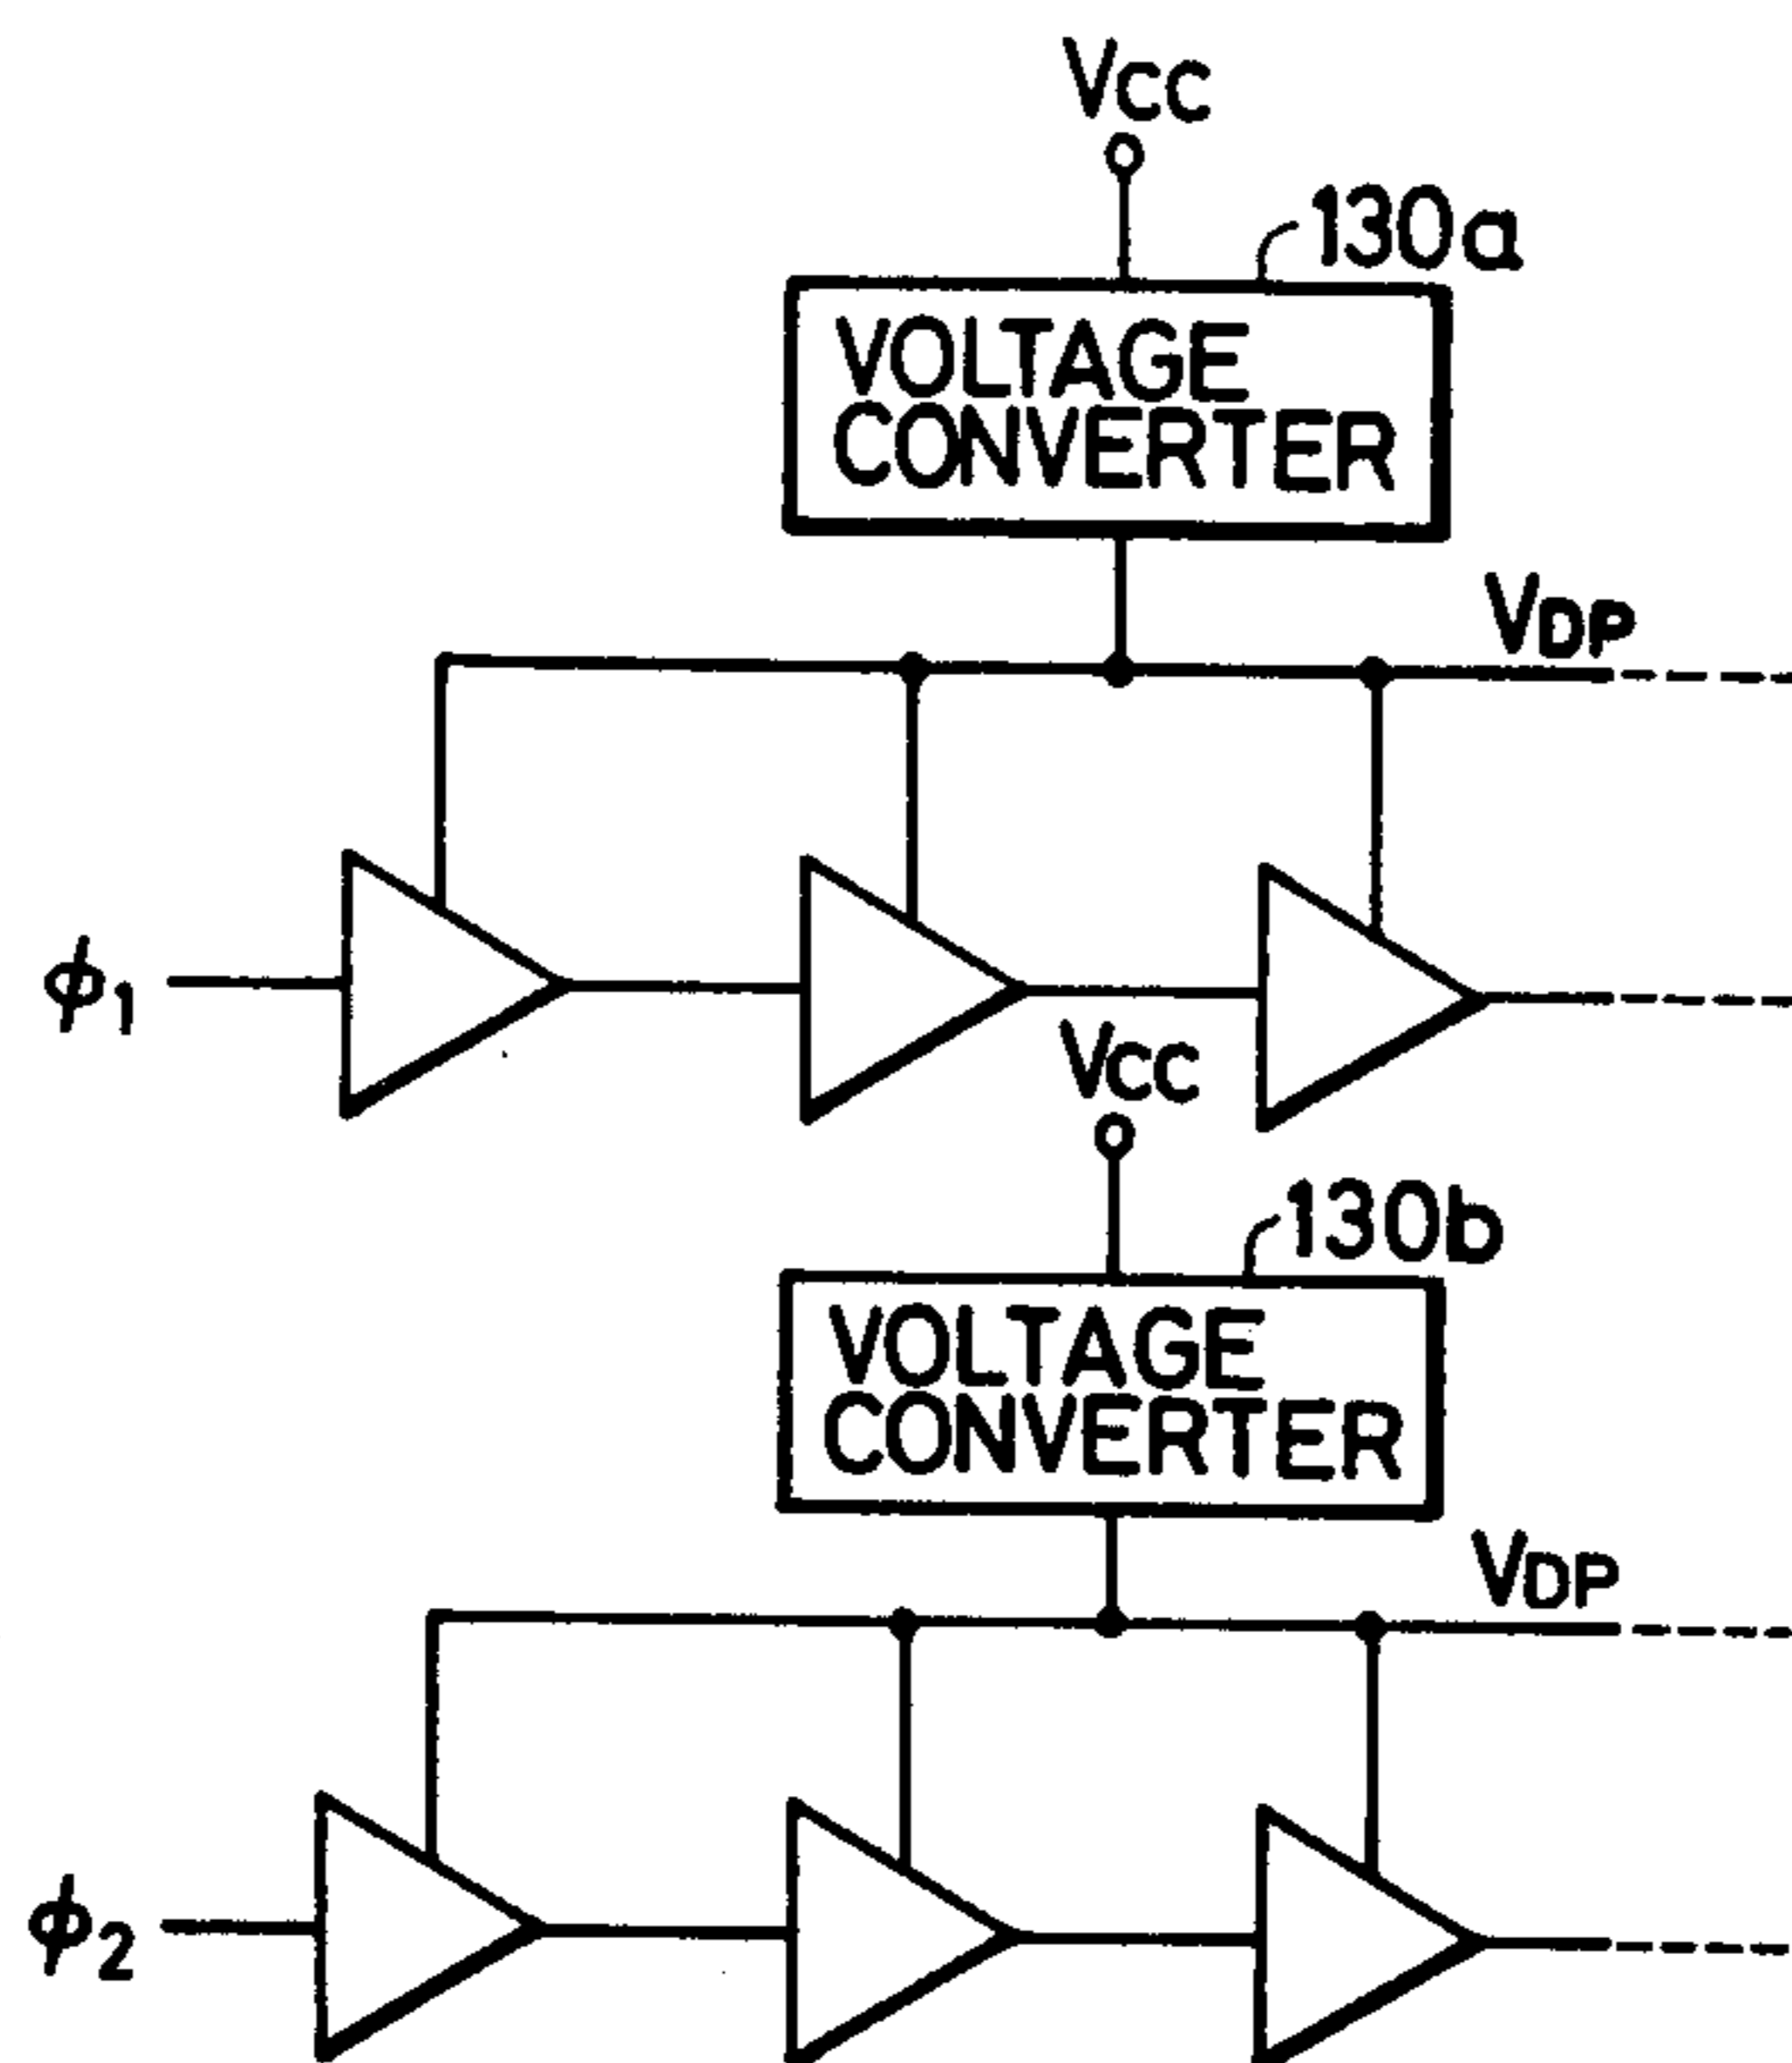 VCC
130a
VOLTAGE
CONVERTER
VDP
ϕ1
VCC
130b
VOLTAGE
CONVERTER
VDP
ϕ2